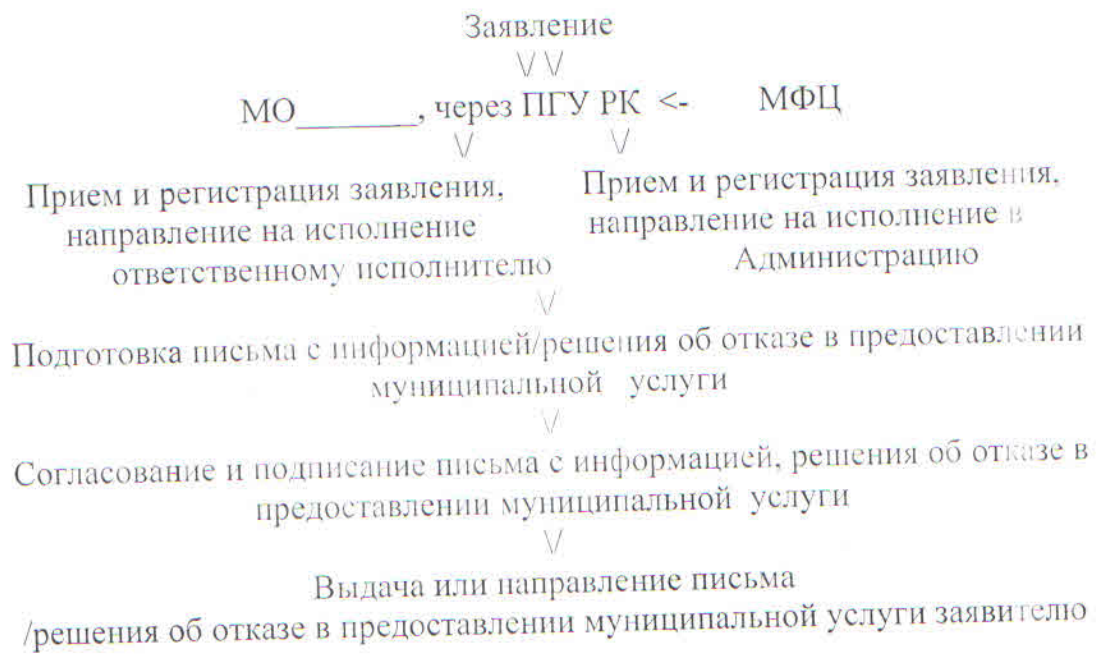 Заявление
\/ \/
МО________, через ПГУ РК <- МФЦ
\/ \/
Прием и регистрация заявления,
направление на исполнение
ответственному исполнителю
Прием и регистрация заявления,
направление на исполнение в
Администрацию
\/
Подготовка письма с информацией/решения об отказе в предоставлении
муниципальной услуги
\/
Согласование и подписание письма с информацией, решения об отказе в
предоставлении муниципальной услуги
\/
Выдача или направление письма
/решения об отказе в предоставлении муниципальной услуги заявителю